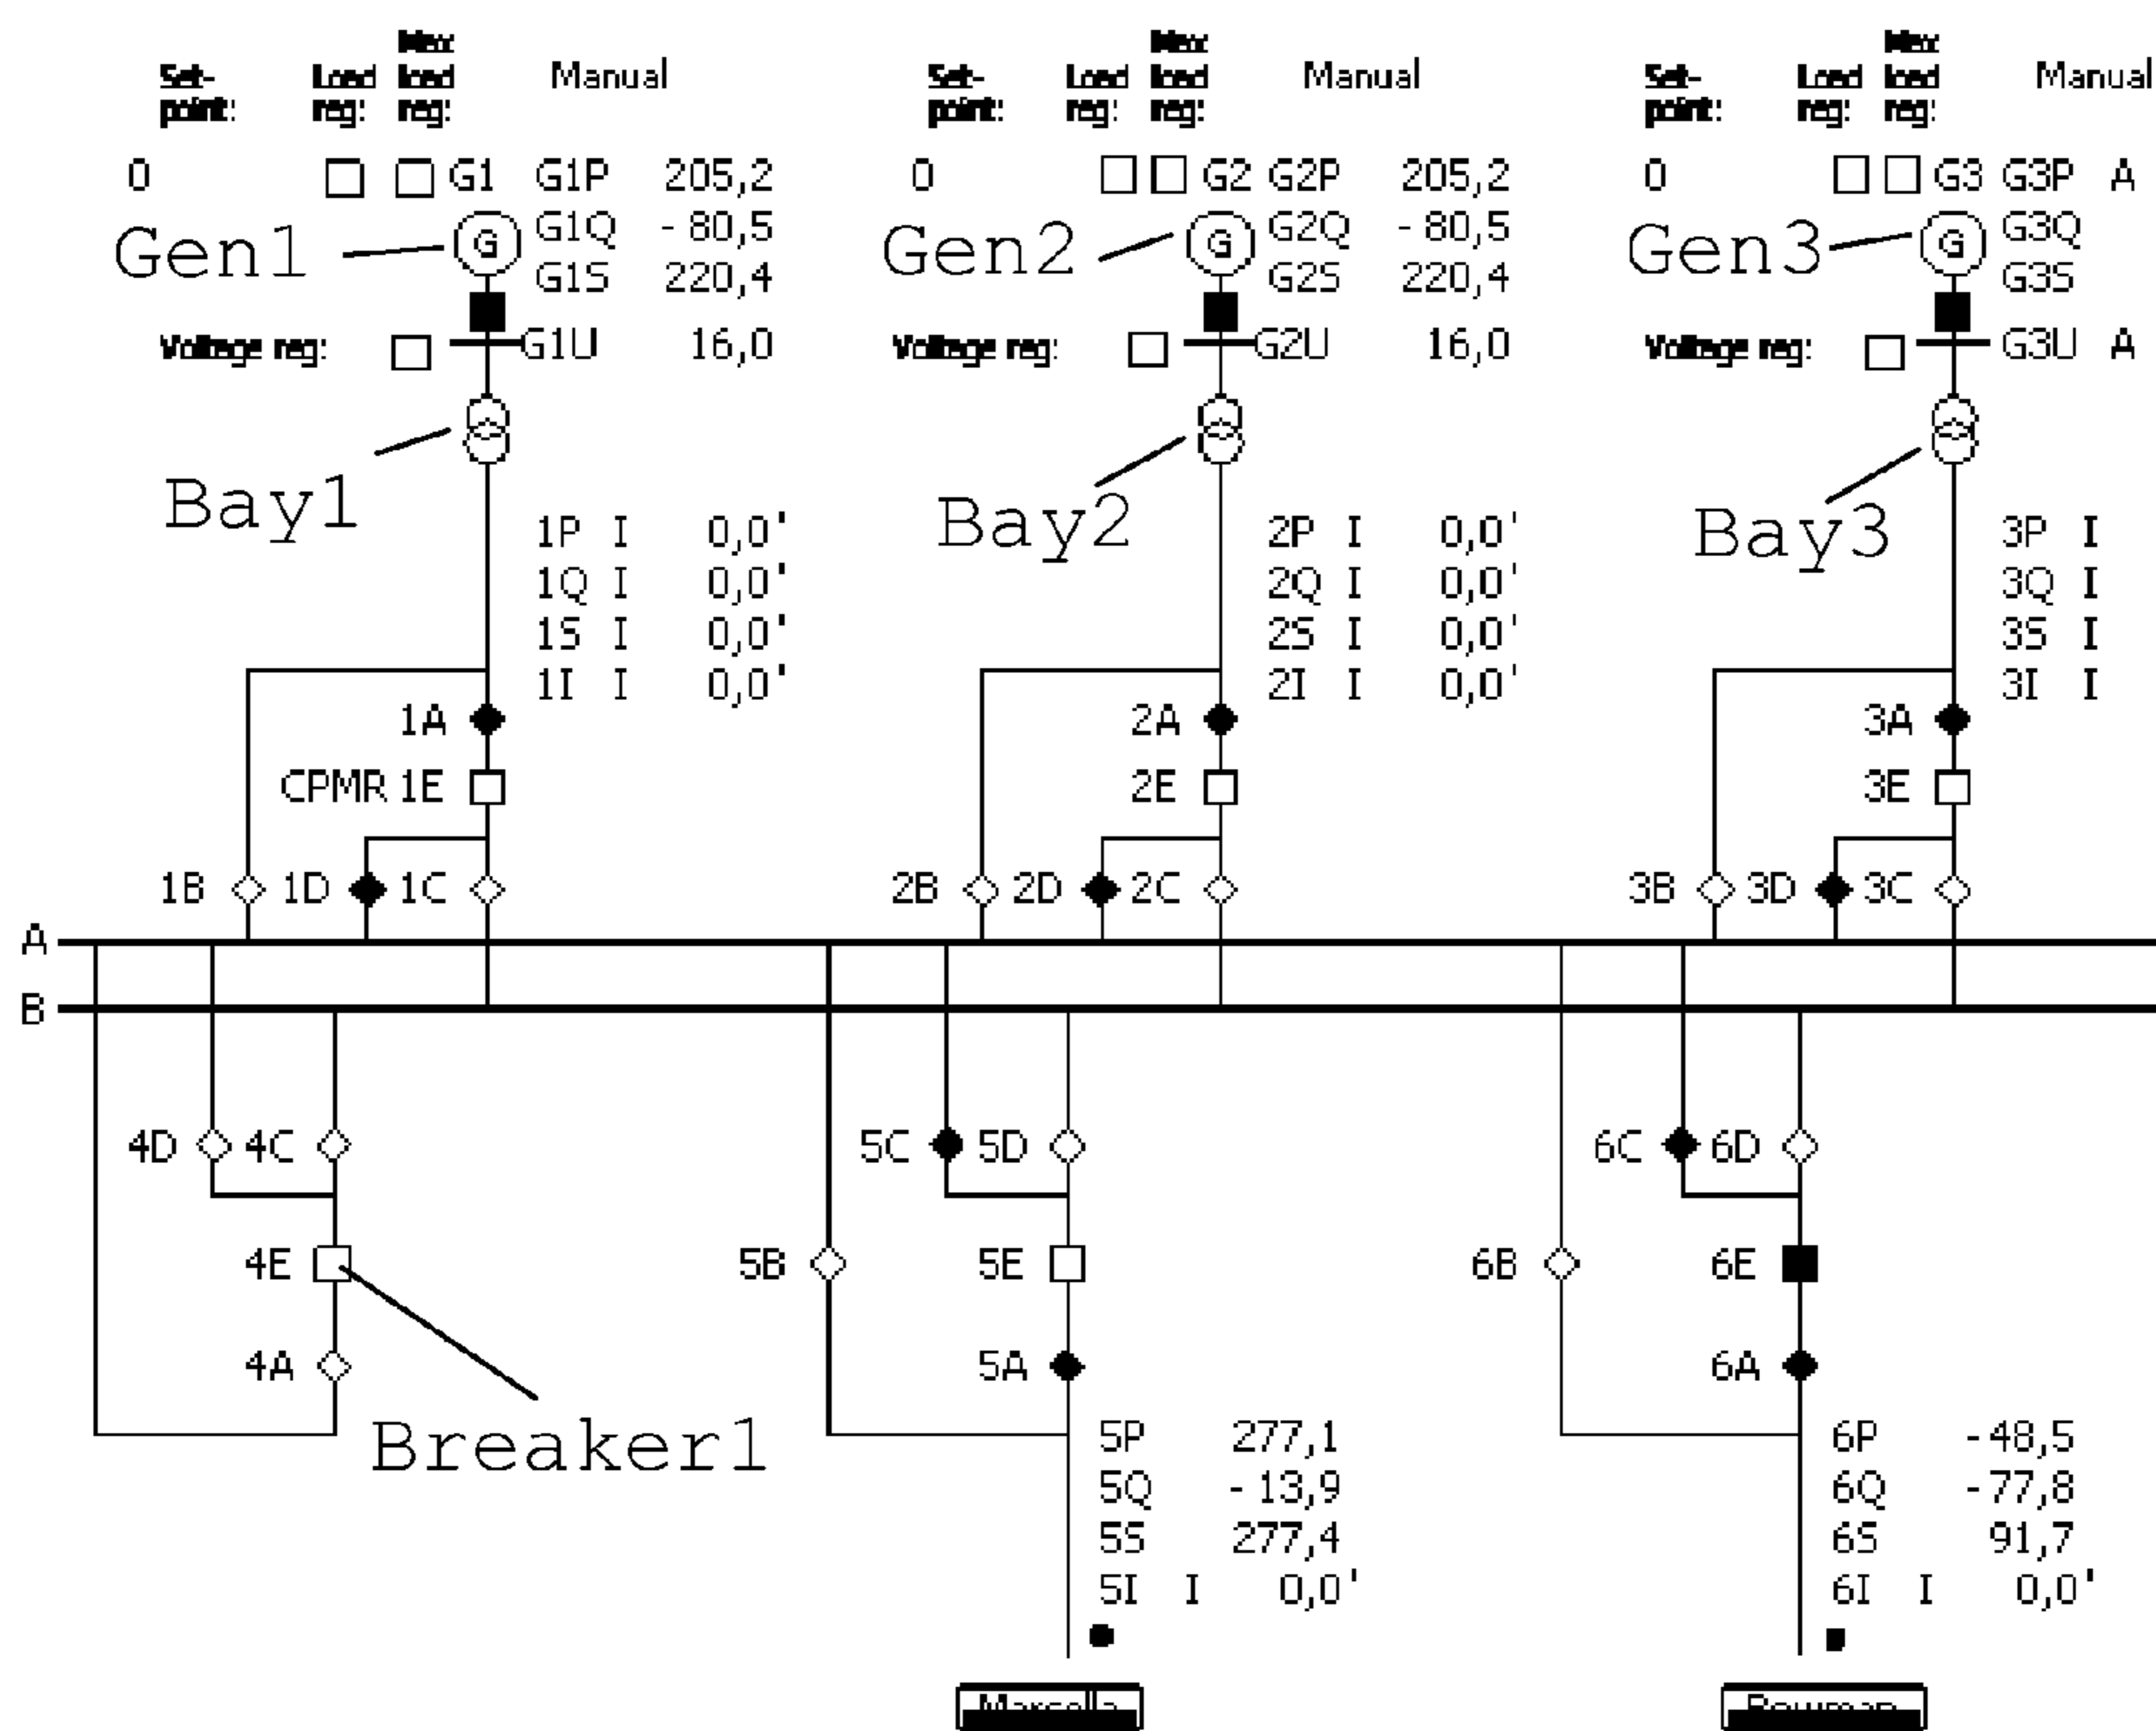 Max Max Max
Set- Load load Manual Set- Load load Manual Set- Load load Manual
point: reg: reg: point: reg: reg: point: reg: reg:
0 G1 G1P 205,2 0 G2 G2P 205,2 0 G3 G3P A
Gen1 G G1Q -80,5 Gen2 G G2Q -80,5 Gen3 G G3Q
G1S 220,4 G2S 220,4 G3S
Voltage reg: G1U 16,0 Voltage reg: G2U 16,0 Voltage reg: G3U A
Bay1 Bay2 Bay3
1P I 0,0' 2P I 0,0' 3P I
1Q I 0,0' 2Q I 0,0' 3Q I
1S I 0,0' 2S I 0,0' 3S I
1I I 0,0' 2I I 0,0' 3I I
1A 2A 3A
CPMR 1E 2E 3E
1B 1D 1C 2B 2D 2C 3B 3D 3C
A
B
4D 4C 5C 5D 6C 6D
4E 5B 5E 6B 6E
4A 5A 6A
Breaker1
5P 277,1 6P -48,5
5Q -13,9 6Q -77,8
5S 277,4 6S 91,7
5I I 0,0' 6I I 0,0'